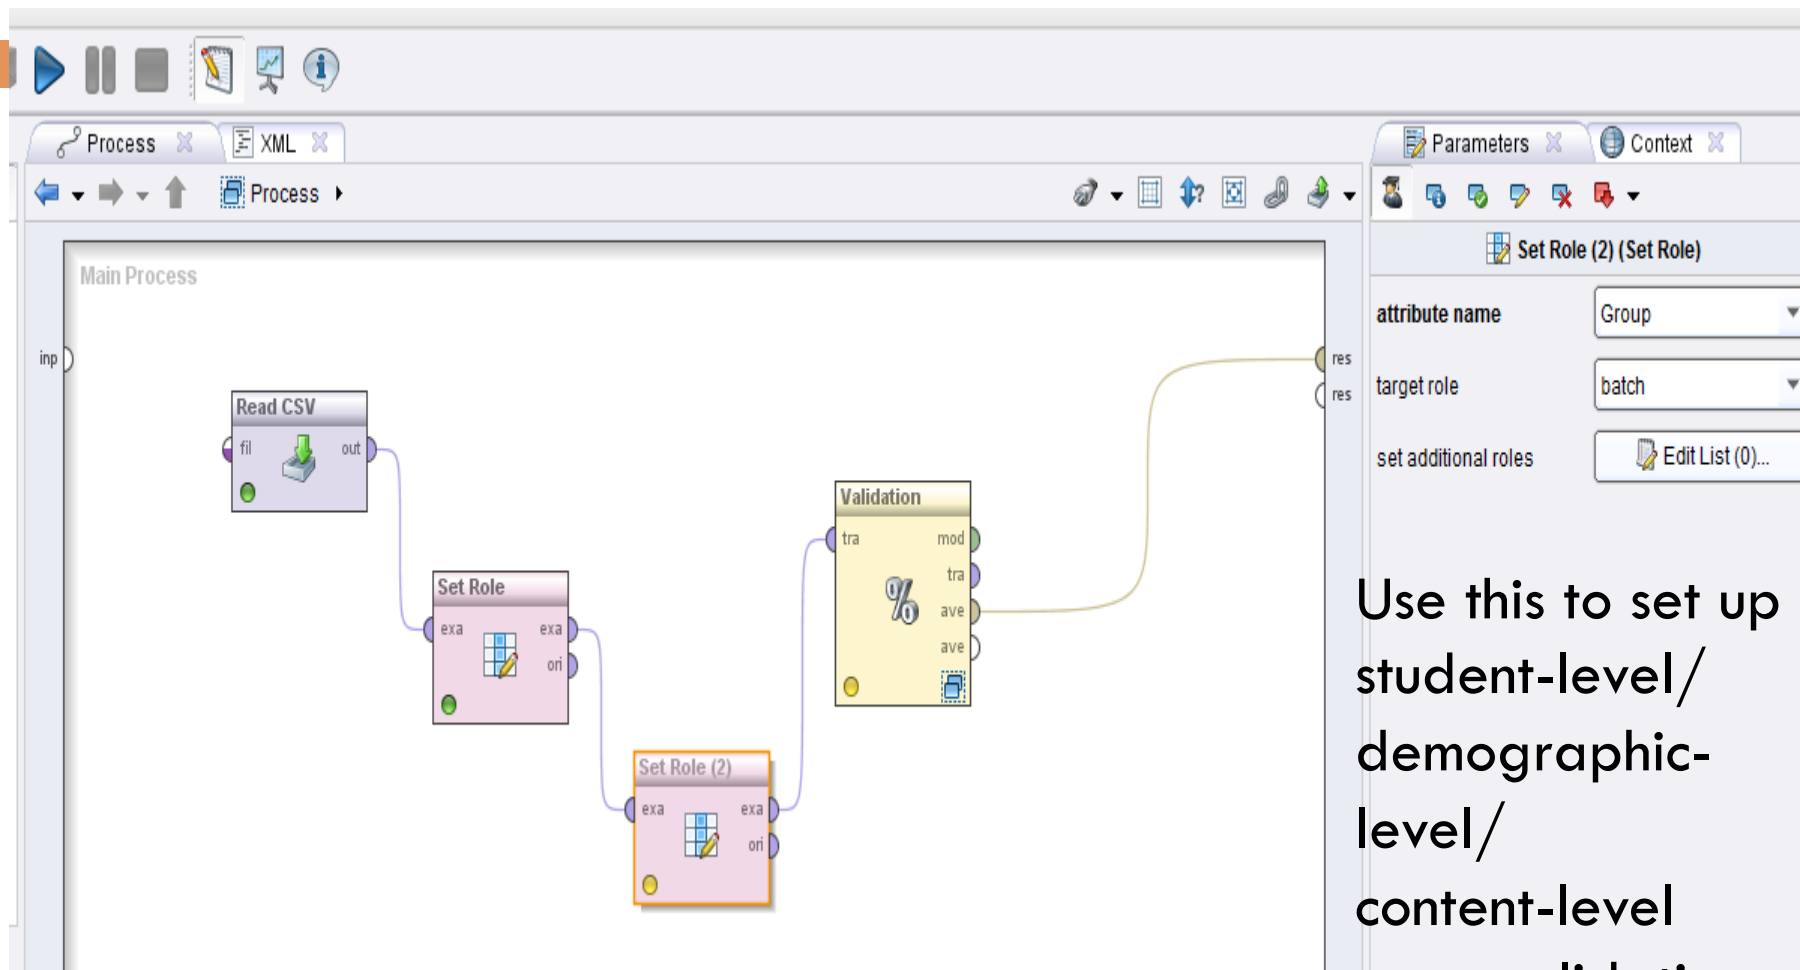 Process
XML
Parameters
Context
Process
Set Role (2) (Set Role)
Main Process
attribute name
Group
inp
res
target role
batch
res
Read CSV
fil
out
set additional roles
Edit List (0)...
Validation
tra
mod
tra
ave
ave
Set Role
exa
exa
ori
Set Role (2)
exa
exa
ori
Use this to set up
student-level/
demographic-
level/
content-level